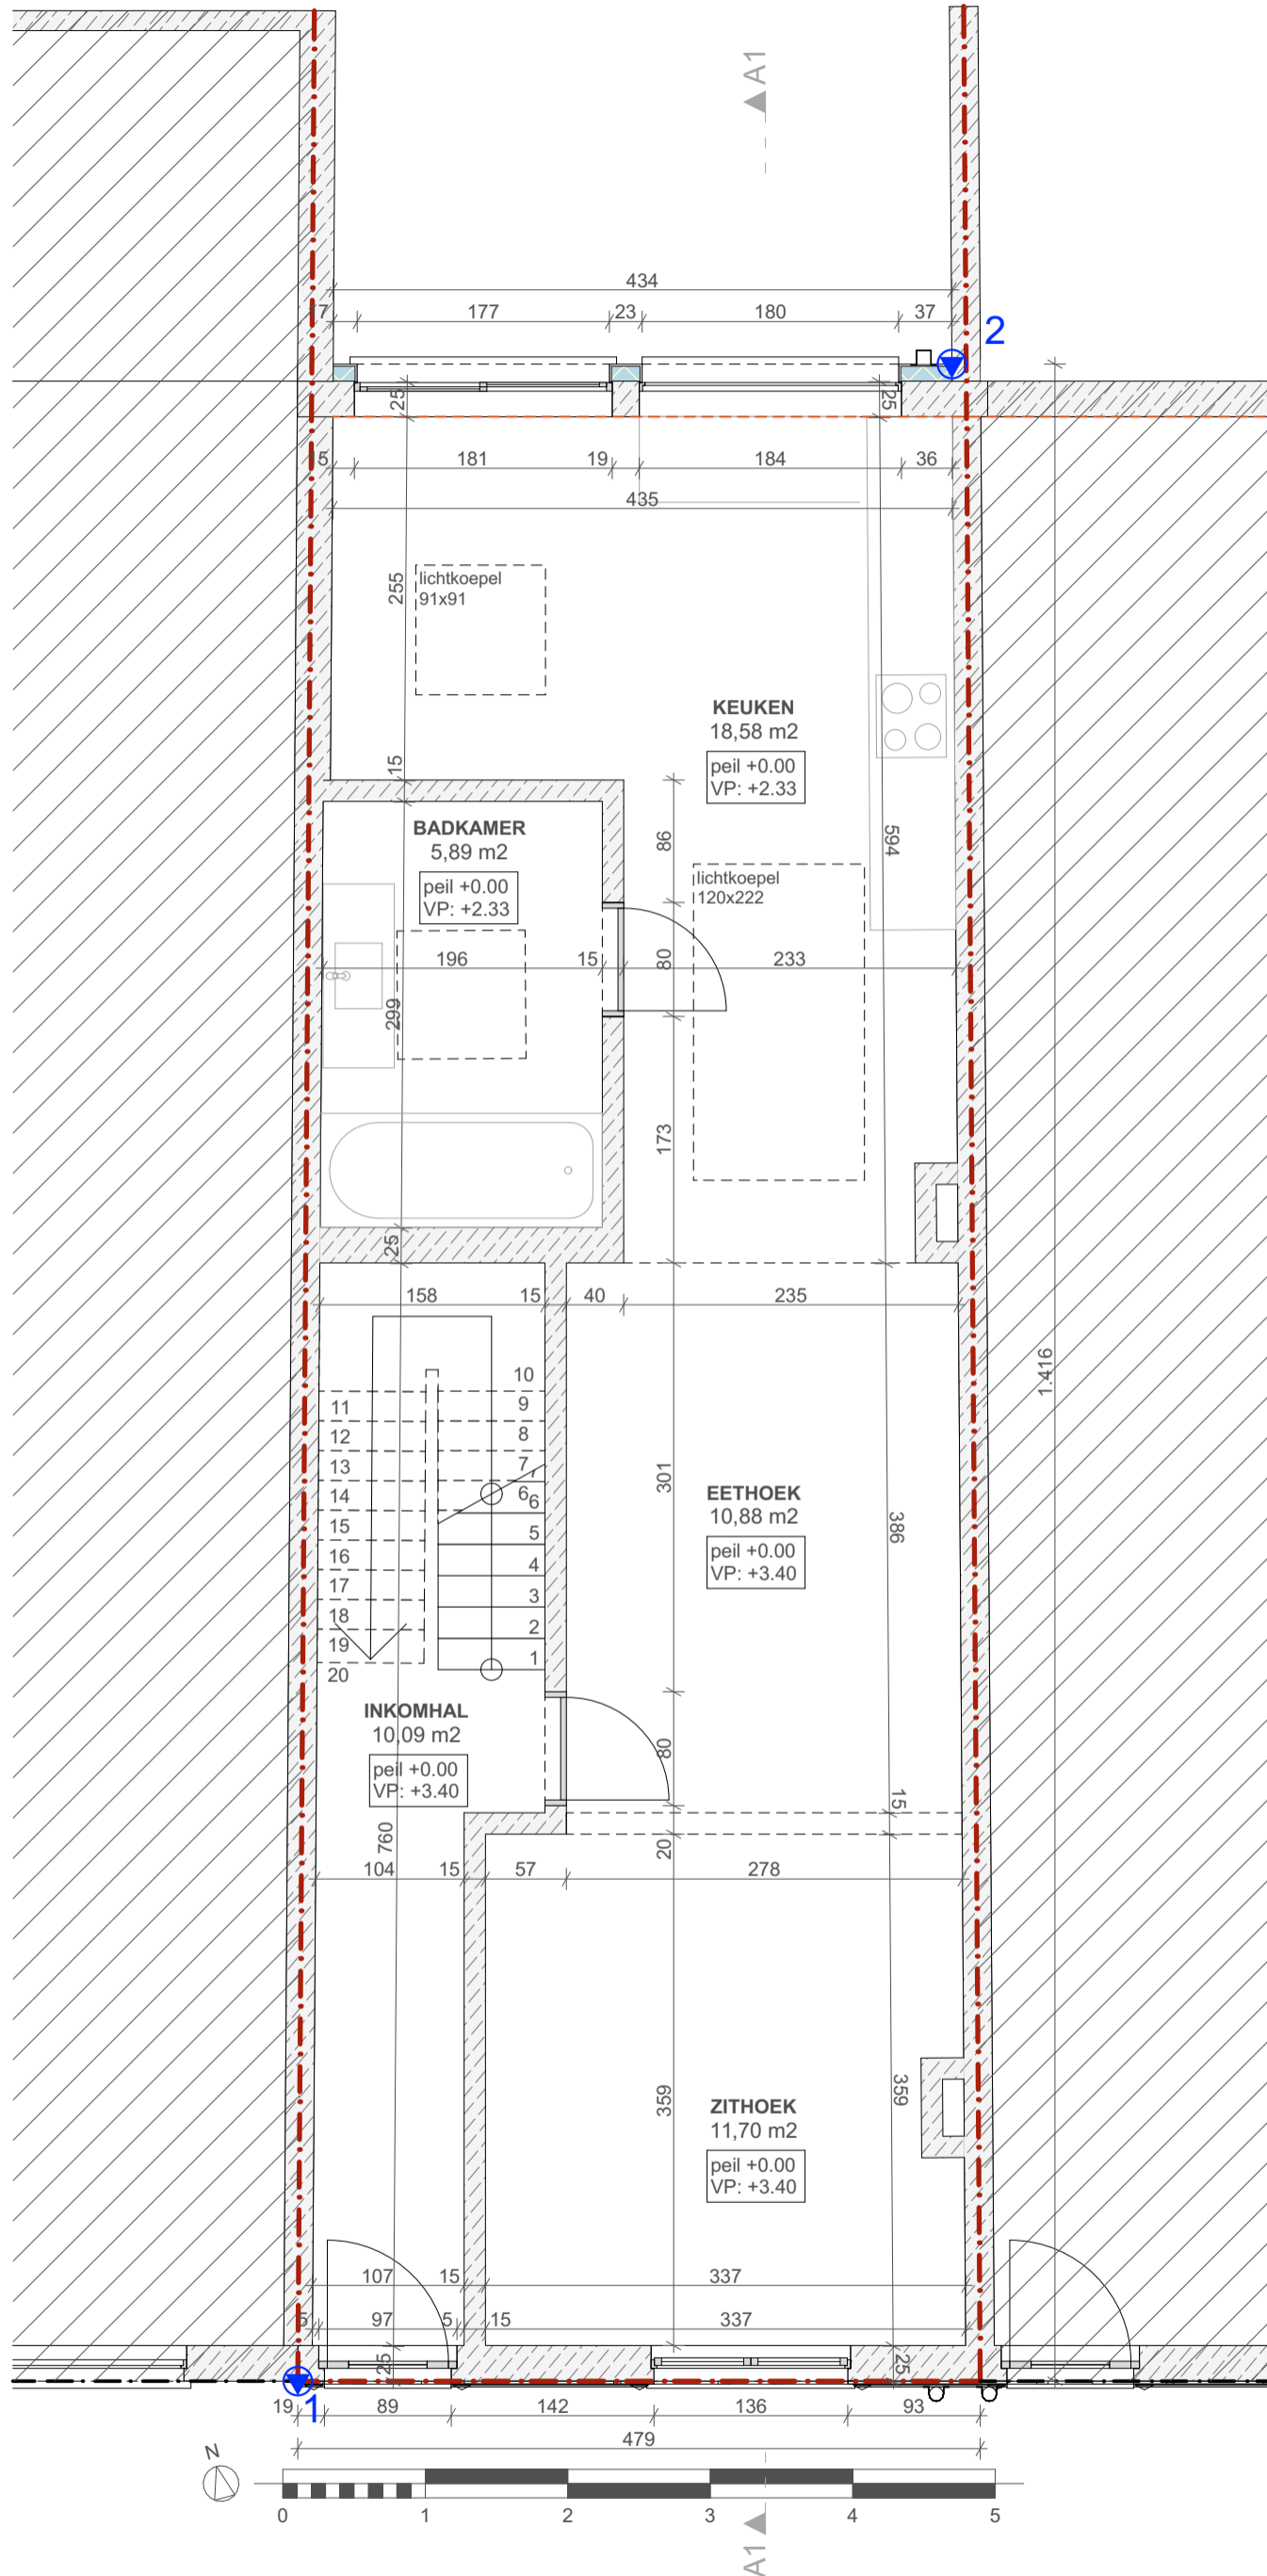 A1
434
17 177 23 180 37
2
25 25
15 181 19 184 36
435
255
lichtkoepel
91x91
KEUKEN
18,58 m2
peil +0.00
VP: +2.33
15
86
594
BADKAMER
5,89 m2
peil +0.00
VP: +2.33
lichtkoepel
120x222
196 15 80 233
299
173
25
158 15 40 235
1.416
10
11 9
12 8
13 7
7
14 6
6
15 5
16 4
17 3
18 2
19 1
20
301
EETHOEK
10,88 m2
386
peil +0.00
VP: +3.40
INKOMHAL
10,09 m2
peil +0.00
VP: +3.40
80
15
760
20
104 15 57 278
359
359
ZITHOEK
11,70 m2
peil +0.00
VP: +3.40
107 15 337
5 97 5 15 337
25 25
1
19 89 142 136 93
479
N
0 1 2 3 4 5
A1